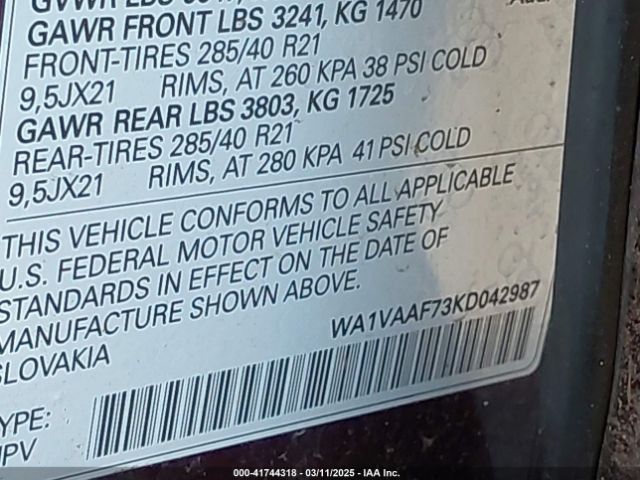 GAWR FRONT LBS 3241, KG 1470
FRONT-TIRES 285/40 R21
9,5JX21 RIMS, AT 260 KPA 38 PSI COLD
GAWR REAR LBS 3803, KG 1725
REAR-TIRES 285/40 R21
9,5JX21 RIMS, AT 280 KPA 41 PSI COLD
THIS VEHICLE CONFORMS TO ALL APPLICABLE
U.S. FEDERAL MOTOR VEHICLE SAFETY
STANDARDS IN EFFECT ON THE DATE OF
MANUFACTURE SHOWN ABOVE.
SLOVAKIA
WA1VAAF73KD042987
TYPE:
MPV
000-41744318 - 03/11/2025 - IAA Inc.